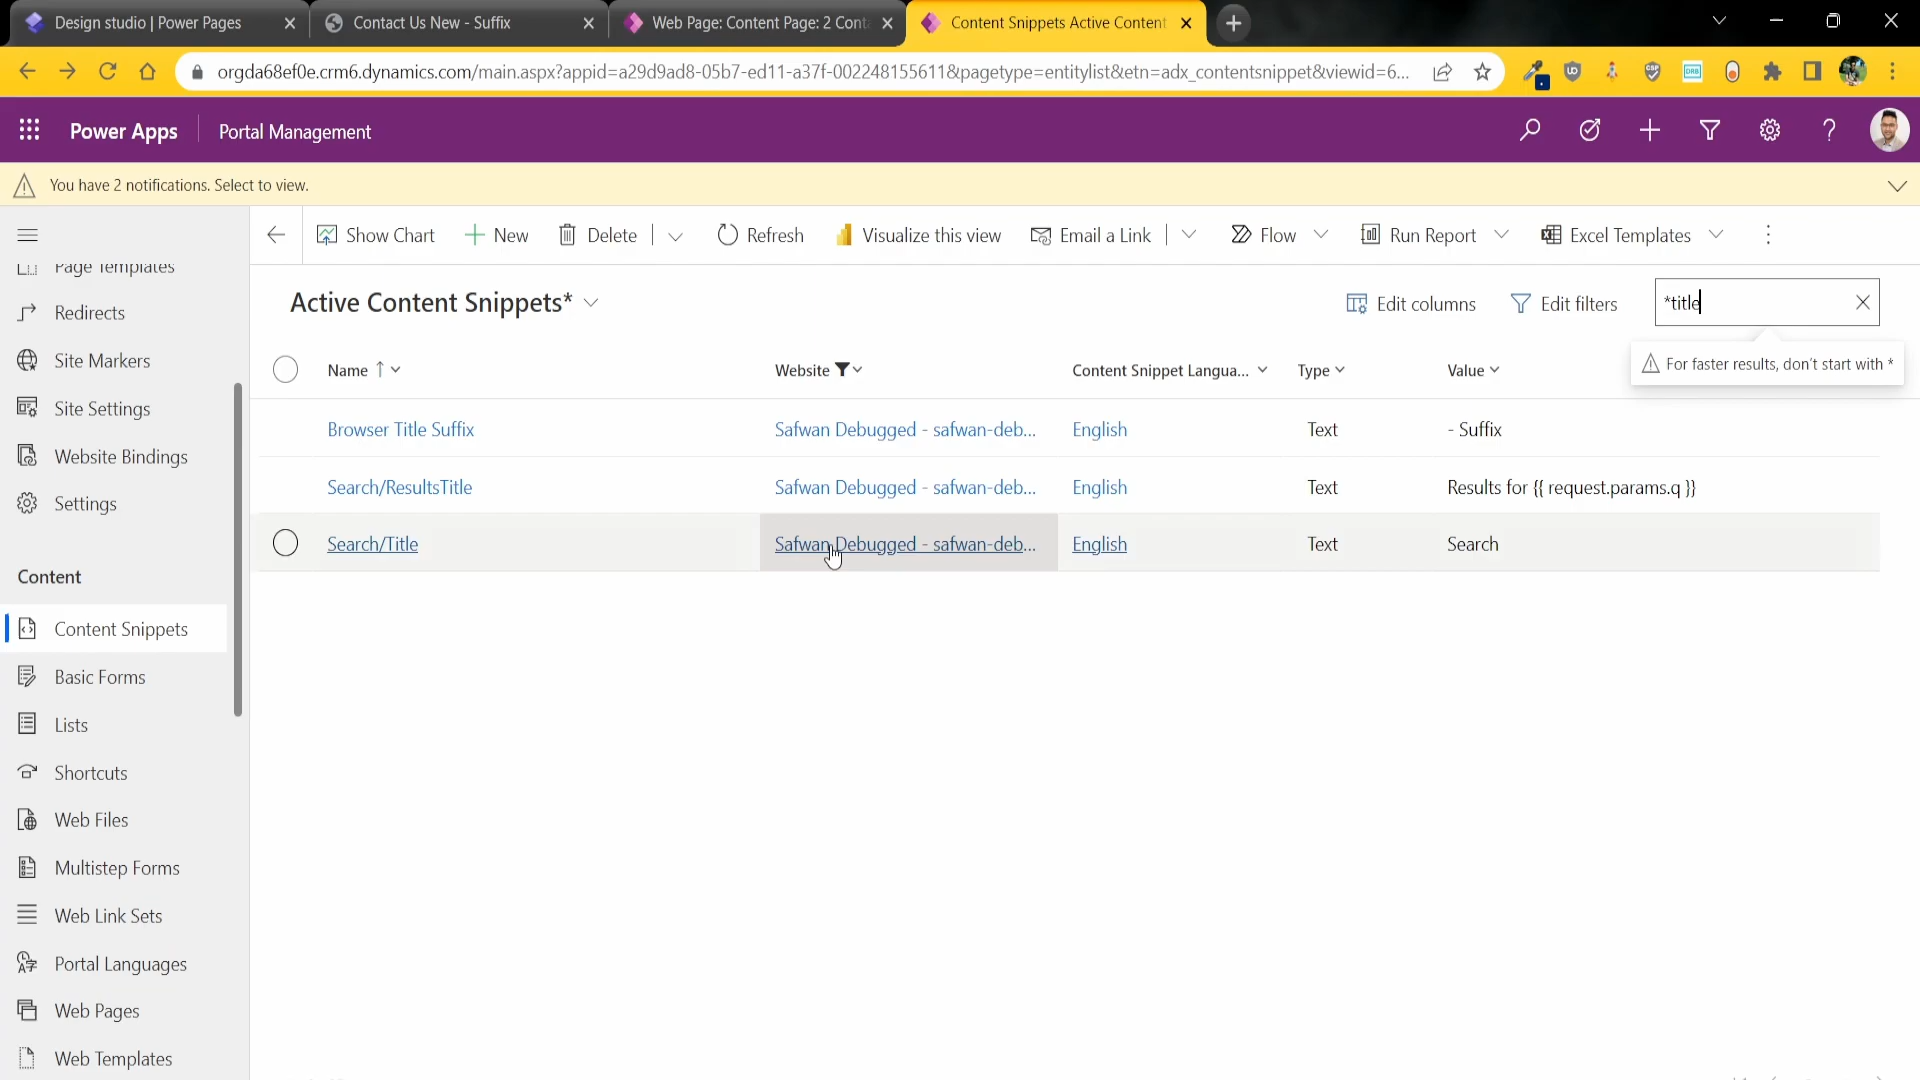 Design studio | Power Pages
Contact Us New - Suffix
Web Page: Content Page: 2 Cont
Content Snippets Active Content
orgda68ef0e.crm6.dynamics.com/main.aspx?appid=a29d9ad8-05b7-ed11-a37f-002248155611&pagetype=entitylist&etn=adx_contentsnippet&viewid=6...
Power Apps
Portal Management
You have 2 notifications. Select to view.
Show Chart
New
Delete
Refresh
Visualize this view
Email a Link
Flow
Run Report
Excel Templates
Page Templates
Redirects
Site Markers
Site Settings
Website Bindings
Settings
Content
Content Snippets
Basic Forms
Lists
Shortcuts
Web Files
Multistep Forms
Web Link Sets
Portal Languages
Web Pages
Web Templates
Active Content Snippets*
Edit columns
Edit filters
*title
For faster results, don't start with *
Name Website Content Snippet Langua... Type Value
Browser Title Suffix Safwan Debugged - safwan-deb... English Text - Suffix
Search/ResultsTitle Safwan Debugged - safwan-deb... English Text Results for {{ request.params.q }}
Search/Title Safwan Debugged - safwan-deb... English Text Search